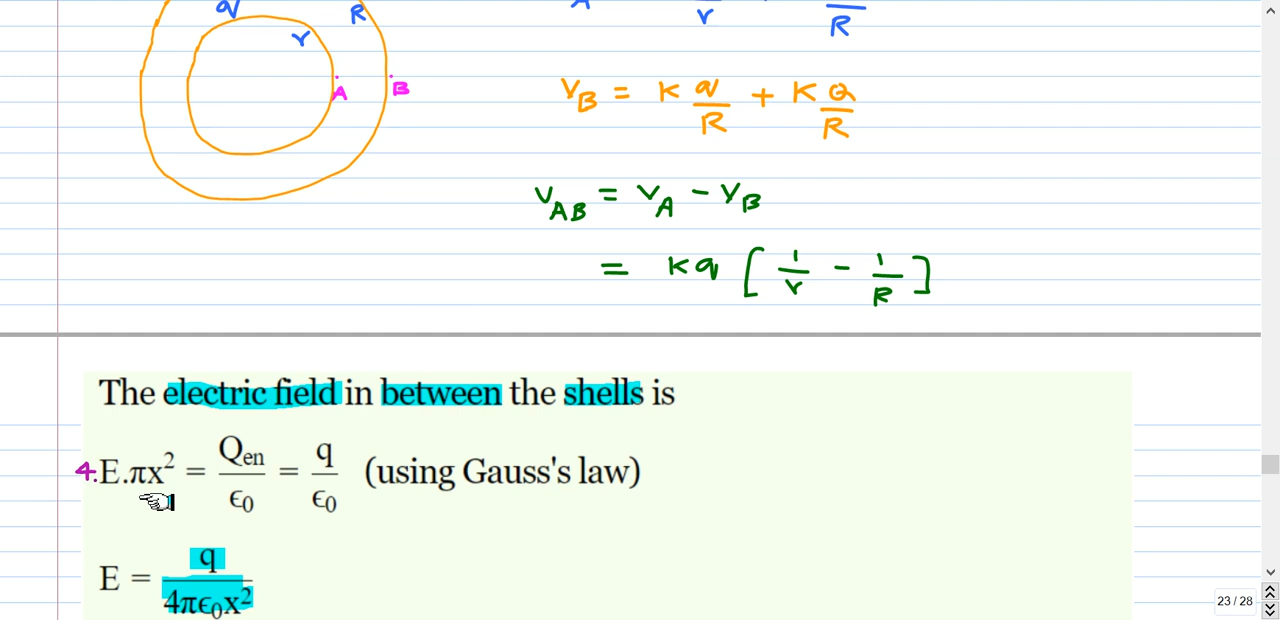 q R
r
A r R
A B
V_B = K q/R + K Q/R
V_AB = V_A - V_B
= Kq [ 1/r - 1/R ]
The electric field in between the shells is
4.E.πx² = Q_en/ϵ₀ = q/ϵ₀ (using Gauss's law)
E = q/4πϵ₀x²
23 / 28